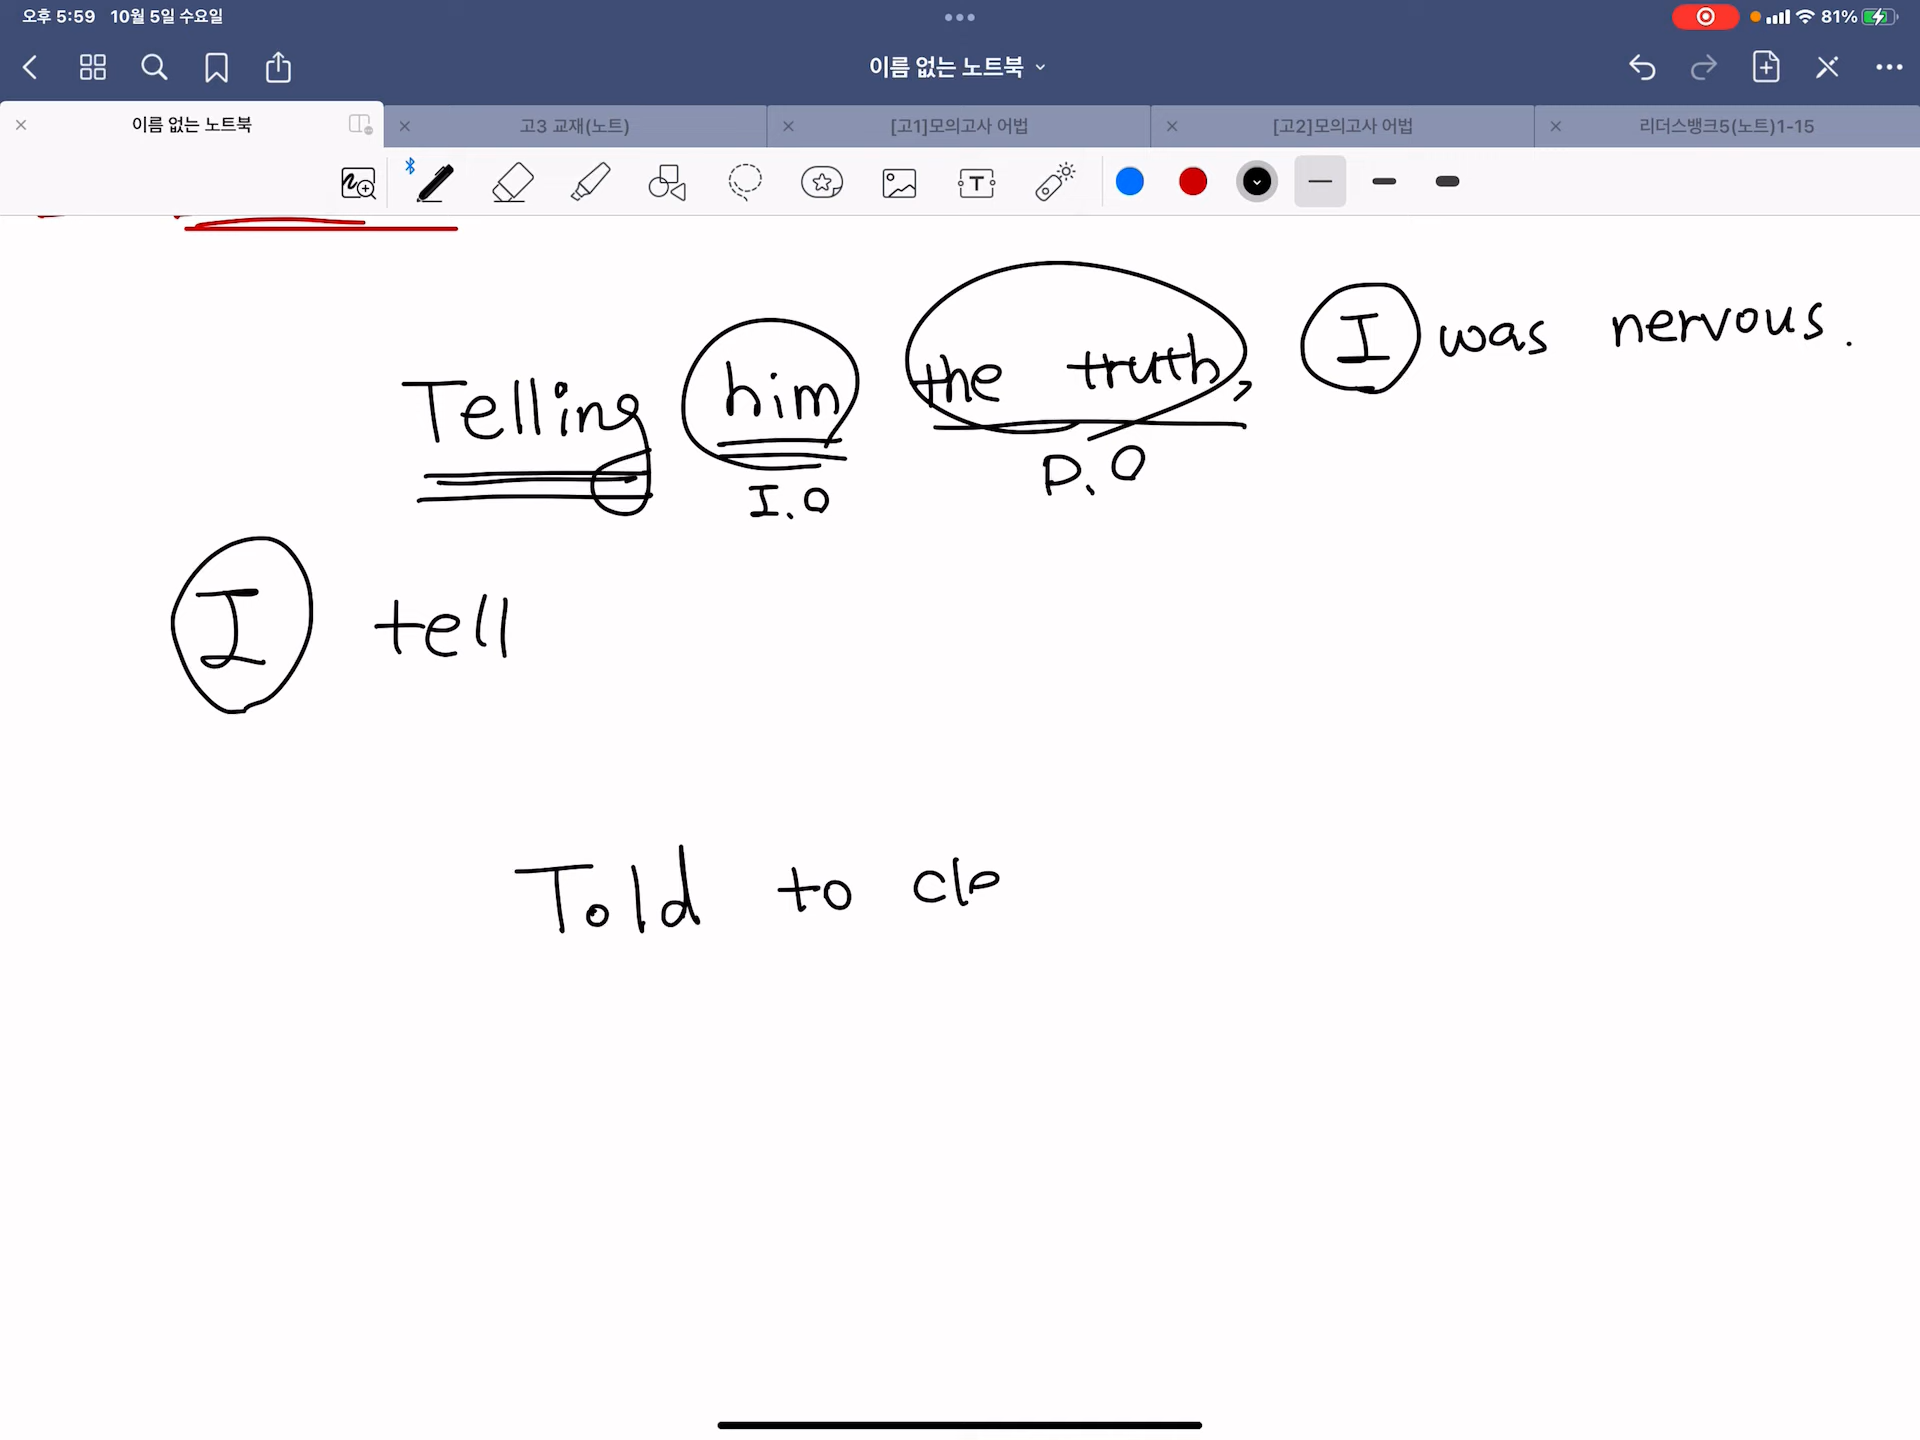 오후 5:59 10월 5일 수요일 81%
이름 없는 노트북
이름 없는 노트북 고3 교재(노트) [고1]모의고사 어법 [고2]모의고사 어법 리더스뱅크5(노트)1-15
Telling him the truth, I was nervous.
I.O D.O
I tell
Told to cle